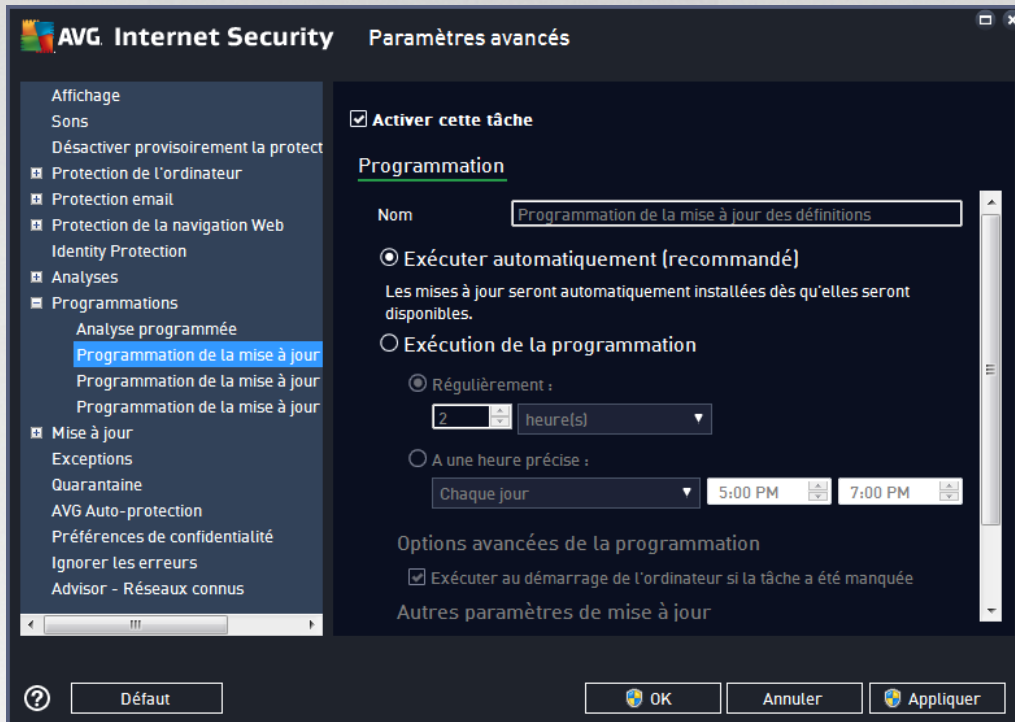 AVG. Internet Security Paramètres avancés
Affichage
Sons
Désactiver provisoirement la protect
Protection de l'ordinateur
Protection email
Protection de la navigation Web
Identity Protection
Analyses
Programmations
Analyse programmée
Programmation de la mise à jour
Programmation de la mise à jour
Programmation de la mise à jour
Mise à jour
Exceptions
Quarantaine
AVG Auto-protection
Préférences de confidentialité
Ignorer les erreurs
Advisor - Réseaux connus
Activer cette tâche
Programmation
Nom Programmation de la mise à jour des définitions
Exécuter automatiquement (recommandé)
Les mises à jour seront automatiquement installées dès qu'elles seront
disponibles.
Exécution de la programmation
Régulièrement :
2 heure(s)
A une heure précise :
Chaque jour 5:00 PM 7:00 PM
Options avancées de la programmation
Exécuter au démarrage de l'ordinateur si la tâche a été manquée
Autres paramètres de mise à jour
? Défaut OK Annuler Appliquer